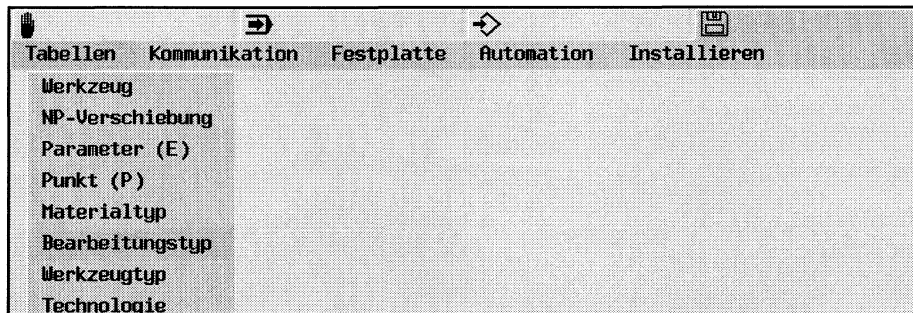 Tabellen Kommunikation Festplatte Automation Installieren
Werkzeug
NP-Verschiebung
Parameter (E)
Punkt (P)
Materialtyp
Bearbeitungstyp
Werkzeugtyp
Technologie